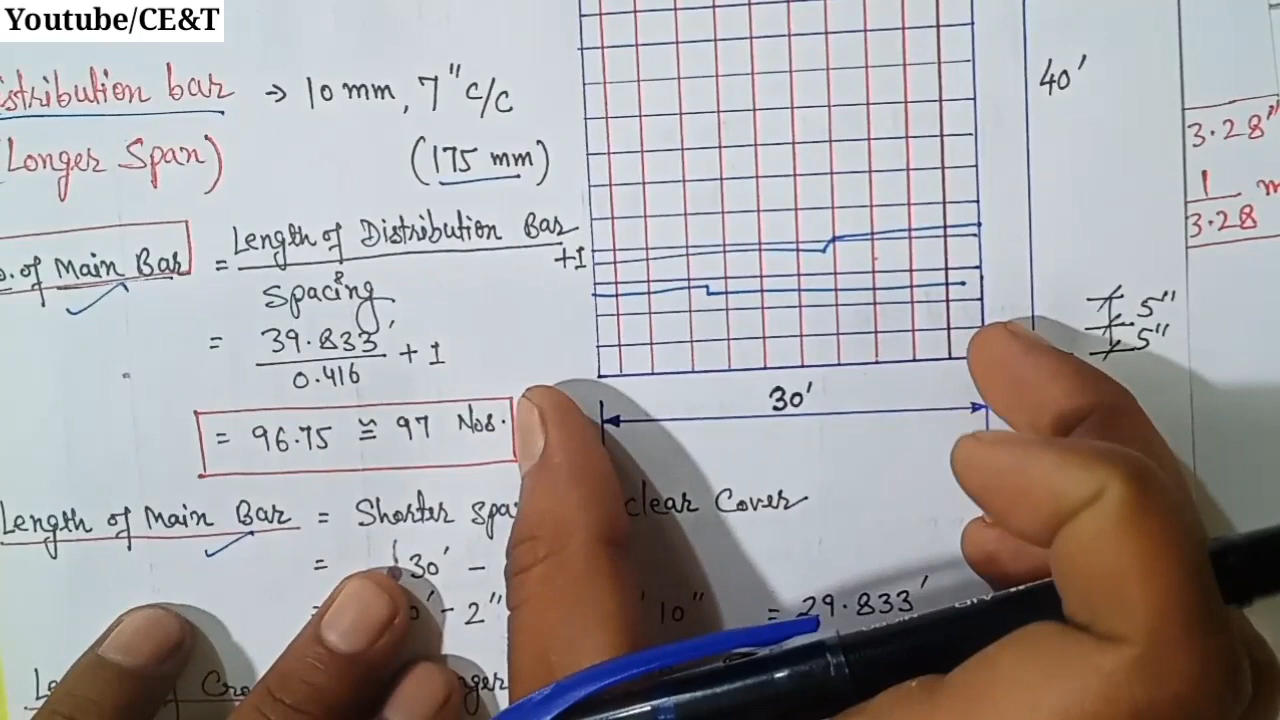 Youtube/CE&T
stribution bar → 10 mm, 7" c/c
(Longer Span) (175 mm)
. of Main Bar = Length of Distribution Bar +1
Spacing
= 39.833' + 1
0.416
= 96.75 ≅ 97 Nos.
Length of Main Bar = Shorter spa clear Cover
= 30' -
' - 2" ' 10" = 29.833'
40'
5"
5"
30'
3.28"
1 m
3.28